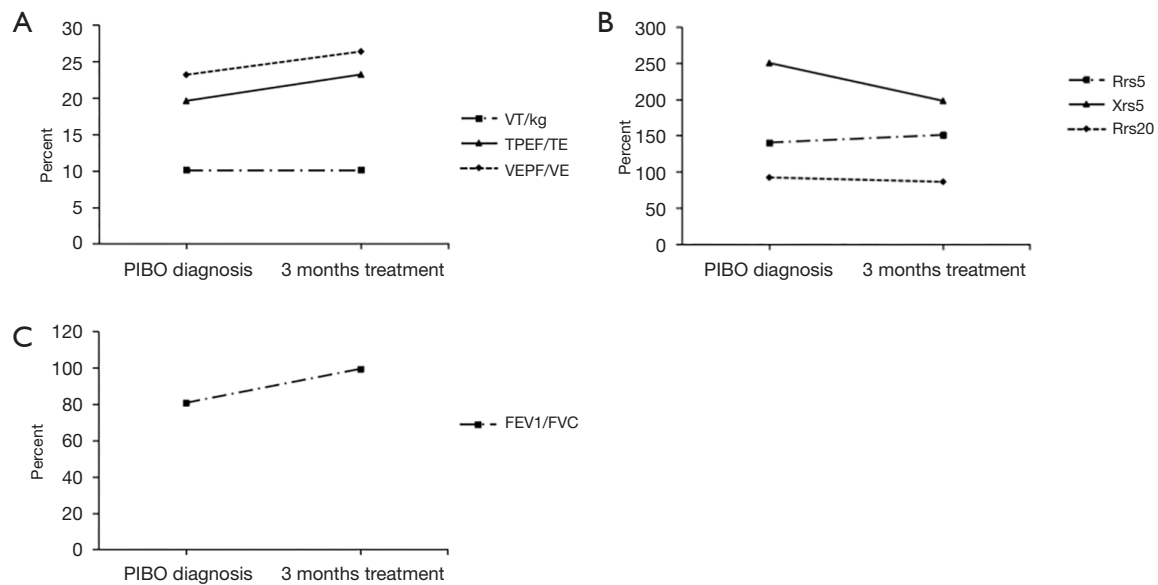 A
30
25
20
15
10
5
0
Percent
PIBO diagnosis
3 months treatment
VT/kg
TPEF/TE
VEPF/VE
B
300
250
200
150
100
50
0
Percent
PIBO diagnosis
3 months treatment
Rrs5
Xrs5
Rrs20
C
120
100
80
60
40
20
0
Percent
PIBO diagnosis
3 months treatment
FEV1/FVC